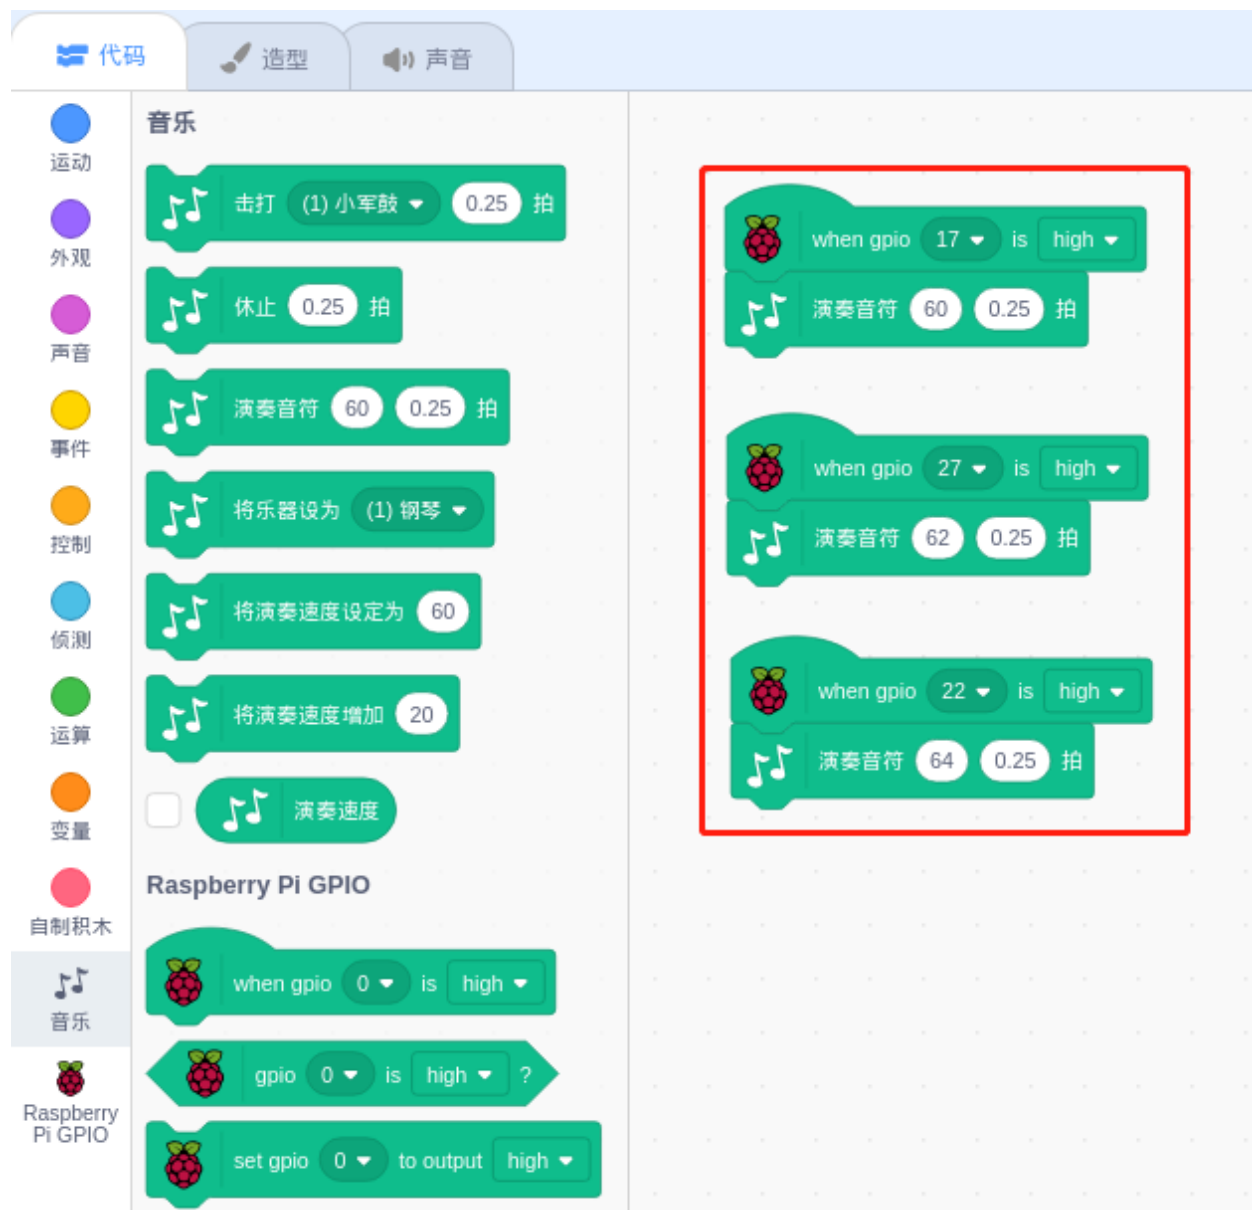 代码
造型
声音
运动
外观
声音
事件
控制
侦测
运算
变量
自制积木
音乐
Raspberry
Pi GPIO
音乐
击打 (1) 小军鼓 0.25 拍
休止 0.25 拍
演奏音符 60 0.25 拍
将乐器设为 (1) 钢琴
将演奏速度设定为 60
将演奏速度增加 20
演奏速度
Raspberry Pi GPIO
when gpio 0 is high
gpio 0 is high ?
set gpio 0 to output high
when gpio 17 is high
演奏音符 60 0.25 拍
when gpio 27 is high
演奏音符 62 0.25 拍
when gpio 22 is high
演奏音符 64 0.25 拍